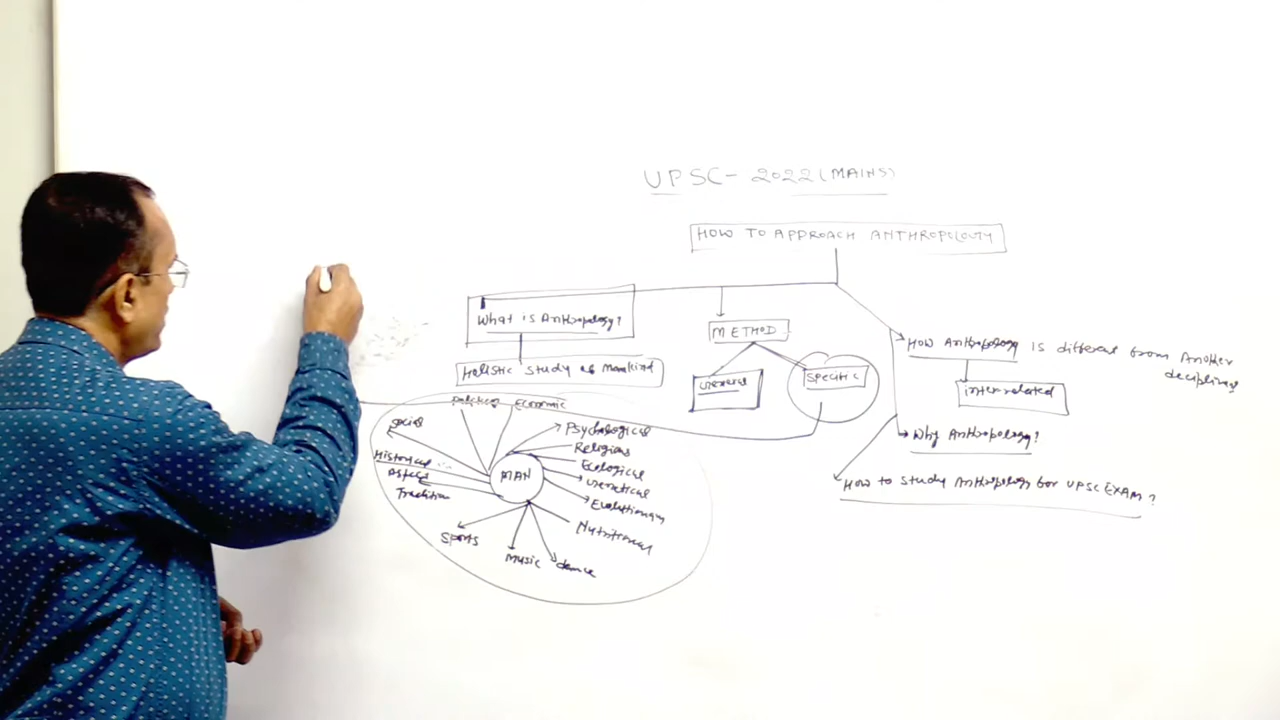 UPSC- 2022 (MAINS)
HOW TO APPROACH ANTHROPOLOGY
What is Anthropology?
Holistic study of mankind
METHOD
General
SPECIFIC
HOW Anthropology is different from Another
decipline
inter-related
Why Anthropology?
How to study Anthropology for UPSC EXAM?
political
Economic
social
Historical
Aspects
Tradition
MAN
Psychological
Religious
Ecological
Genetical
Evolutionary
Nutritional
Sports
Music
dance